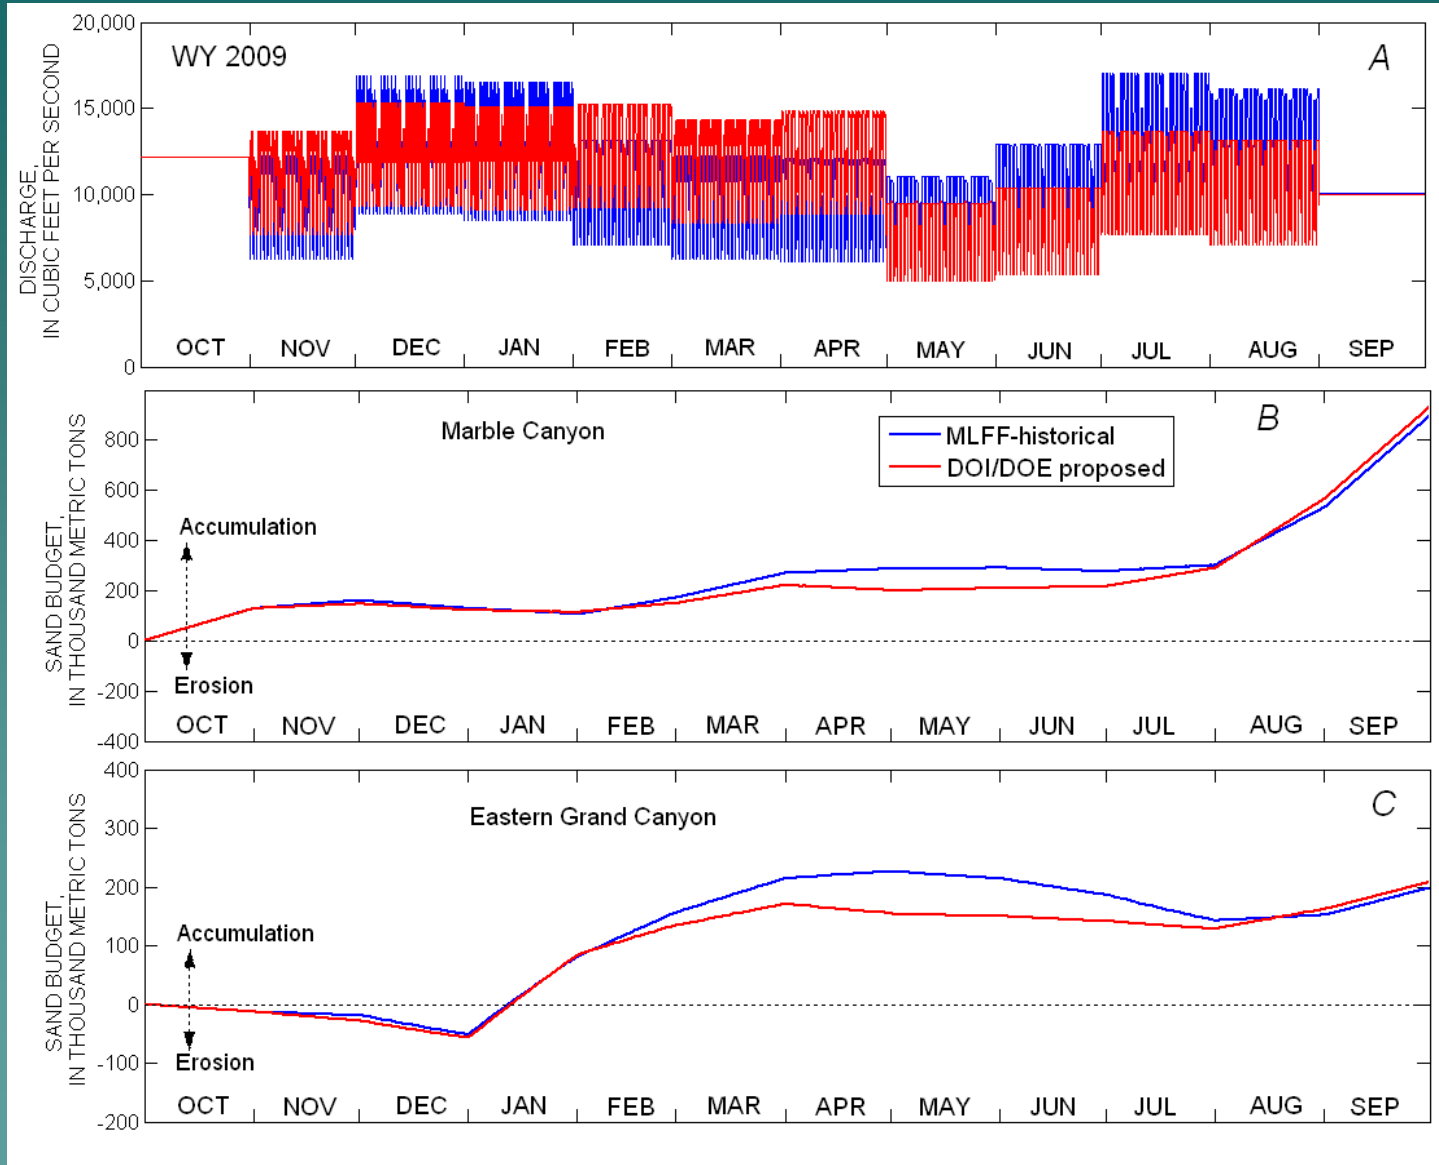 WY 2009
A
DISCHARGE,
IN CUBIC FEET PER SECOND
20,000
15,000
10,000
5,000
0
OCT NOV DEC JAN FEB MAR APR MAY JUN JUL AUG SEP
Marble Canyon
B
MLFF-historical
DOI/DOE proposed
SAND BUDGET,
IN THOUSAND METRIC TONS
800
600
400
200
0
-200
-400
Accumulation
Erosion
OCT NOV DEC JAN FEB MAR APR MAY JUN JUL AUG SEP
Eastern Grand Canyon
C
SAND BUDGET,
IN THOUSAND METRIC TONS
400
300
200
100
0
-100
-200
Accumulation
Erosion
OCT NOV DEC JAN FEB MAR APR MAY JUN JUL AUG SEP